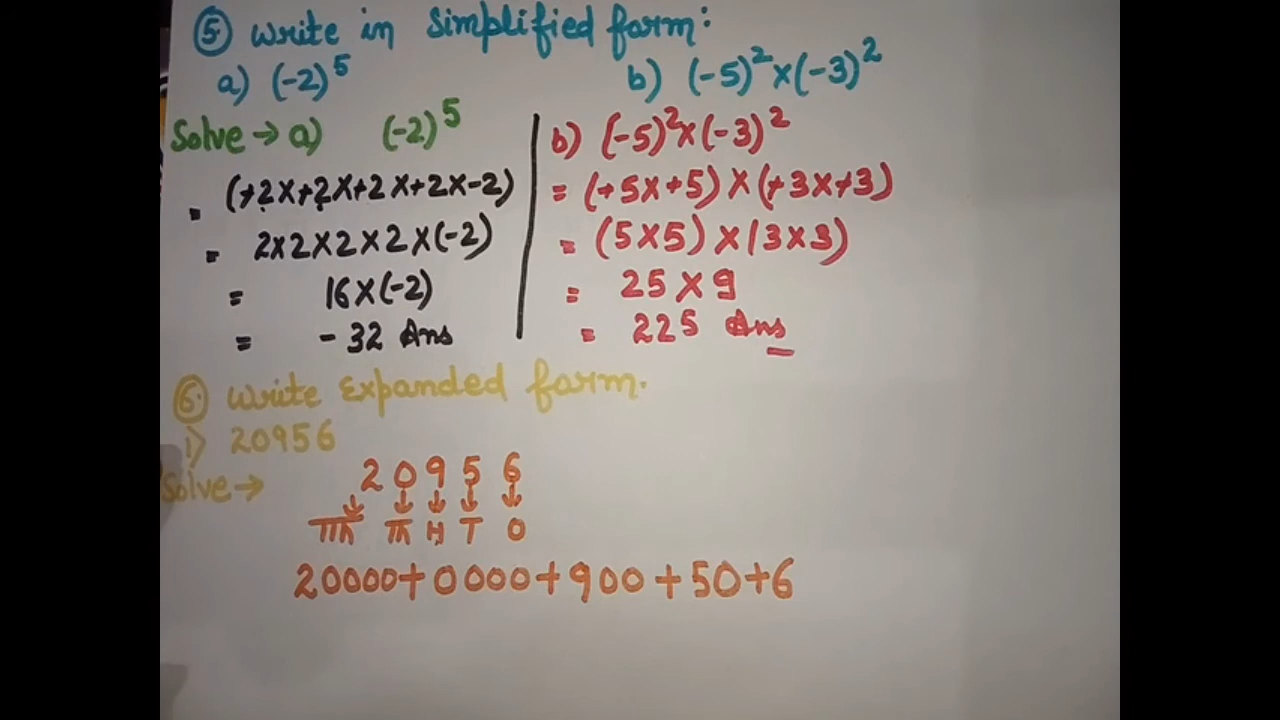 ⑤ Write in Simplified form:
a) (-2)⁵ b) (-5)²×(-3)²
Solve → a) (-2)⁵
= (+2×+2×+2×+2×-2)
= 2×2×2×2×(-2)
= 16×(-2)
= -32 Ans
b) (-5)²×(-3)²
= (+5×+5)×(+3×+3)
= (5×5)×(3×3)
= 25×9
= 225 Ans
⑥ Write Expanded form.
i) 20956
Solve →
2 0 9 5 6
↓ ↓ ↓ ↓ ↓
TTh Th H T O
20000+0000+900+50+6